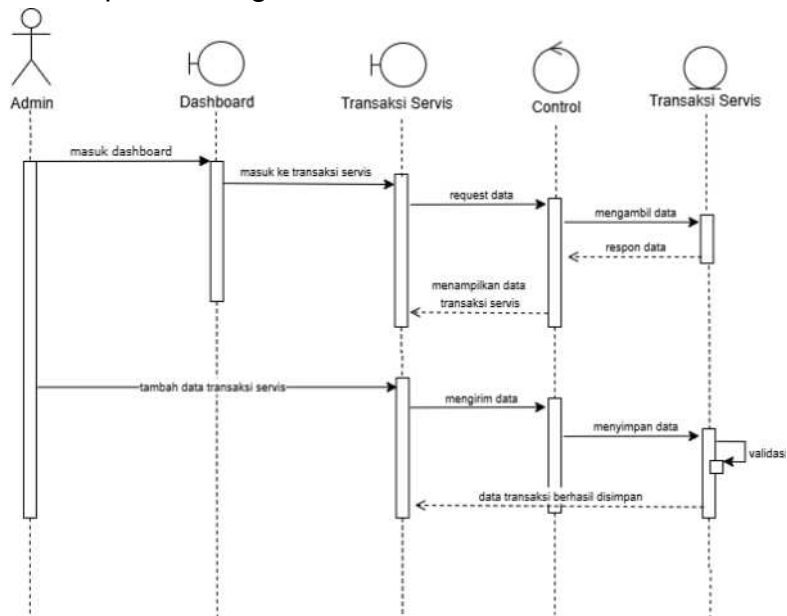 Admin
Dashboard
Transaksi Servis
Control
Transaksi Servis
masuk dashboard
masuk ke transaksi servis
request data
mengambil data
respon data
menampilkan data
transaksi servis
tambah data transaksi servis
mengirim data
menyimpan data
validasi
data transaksi berhasil disimpan